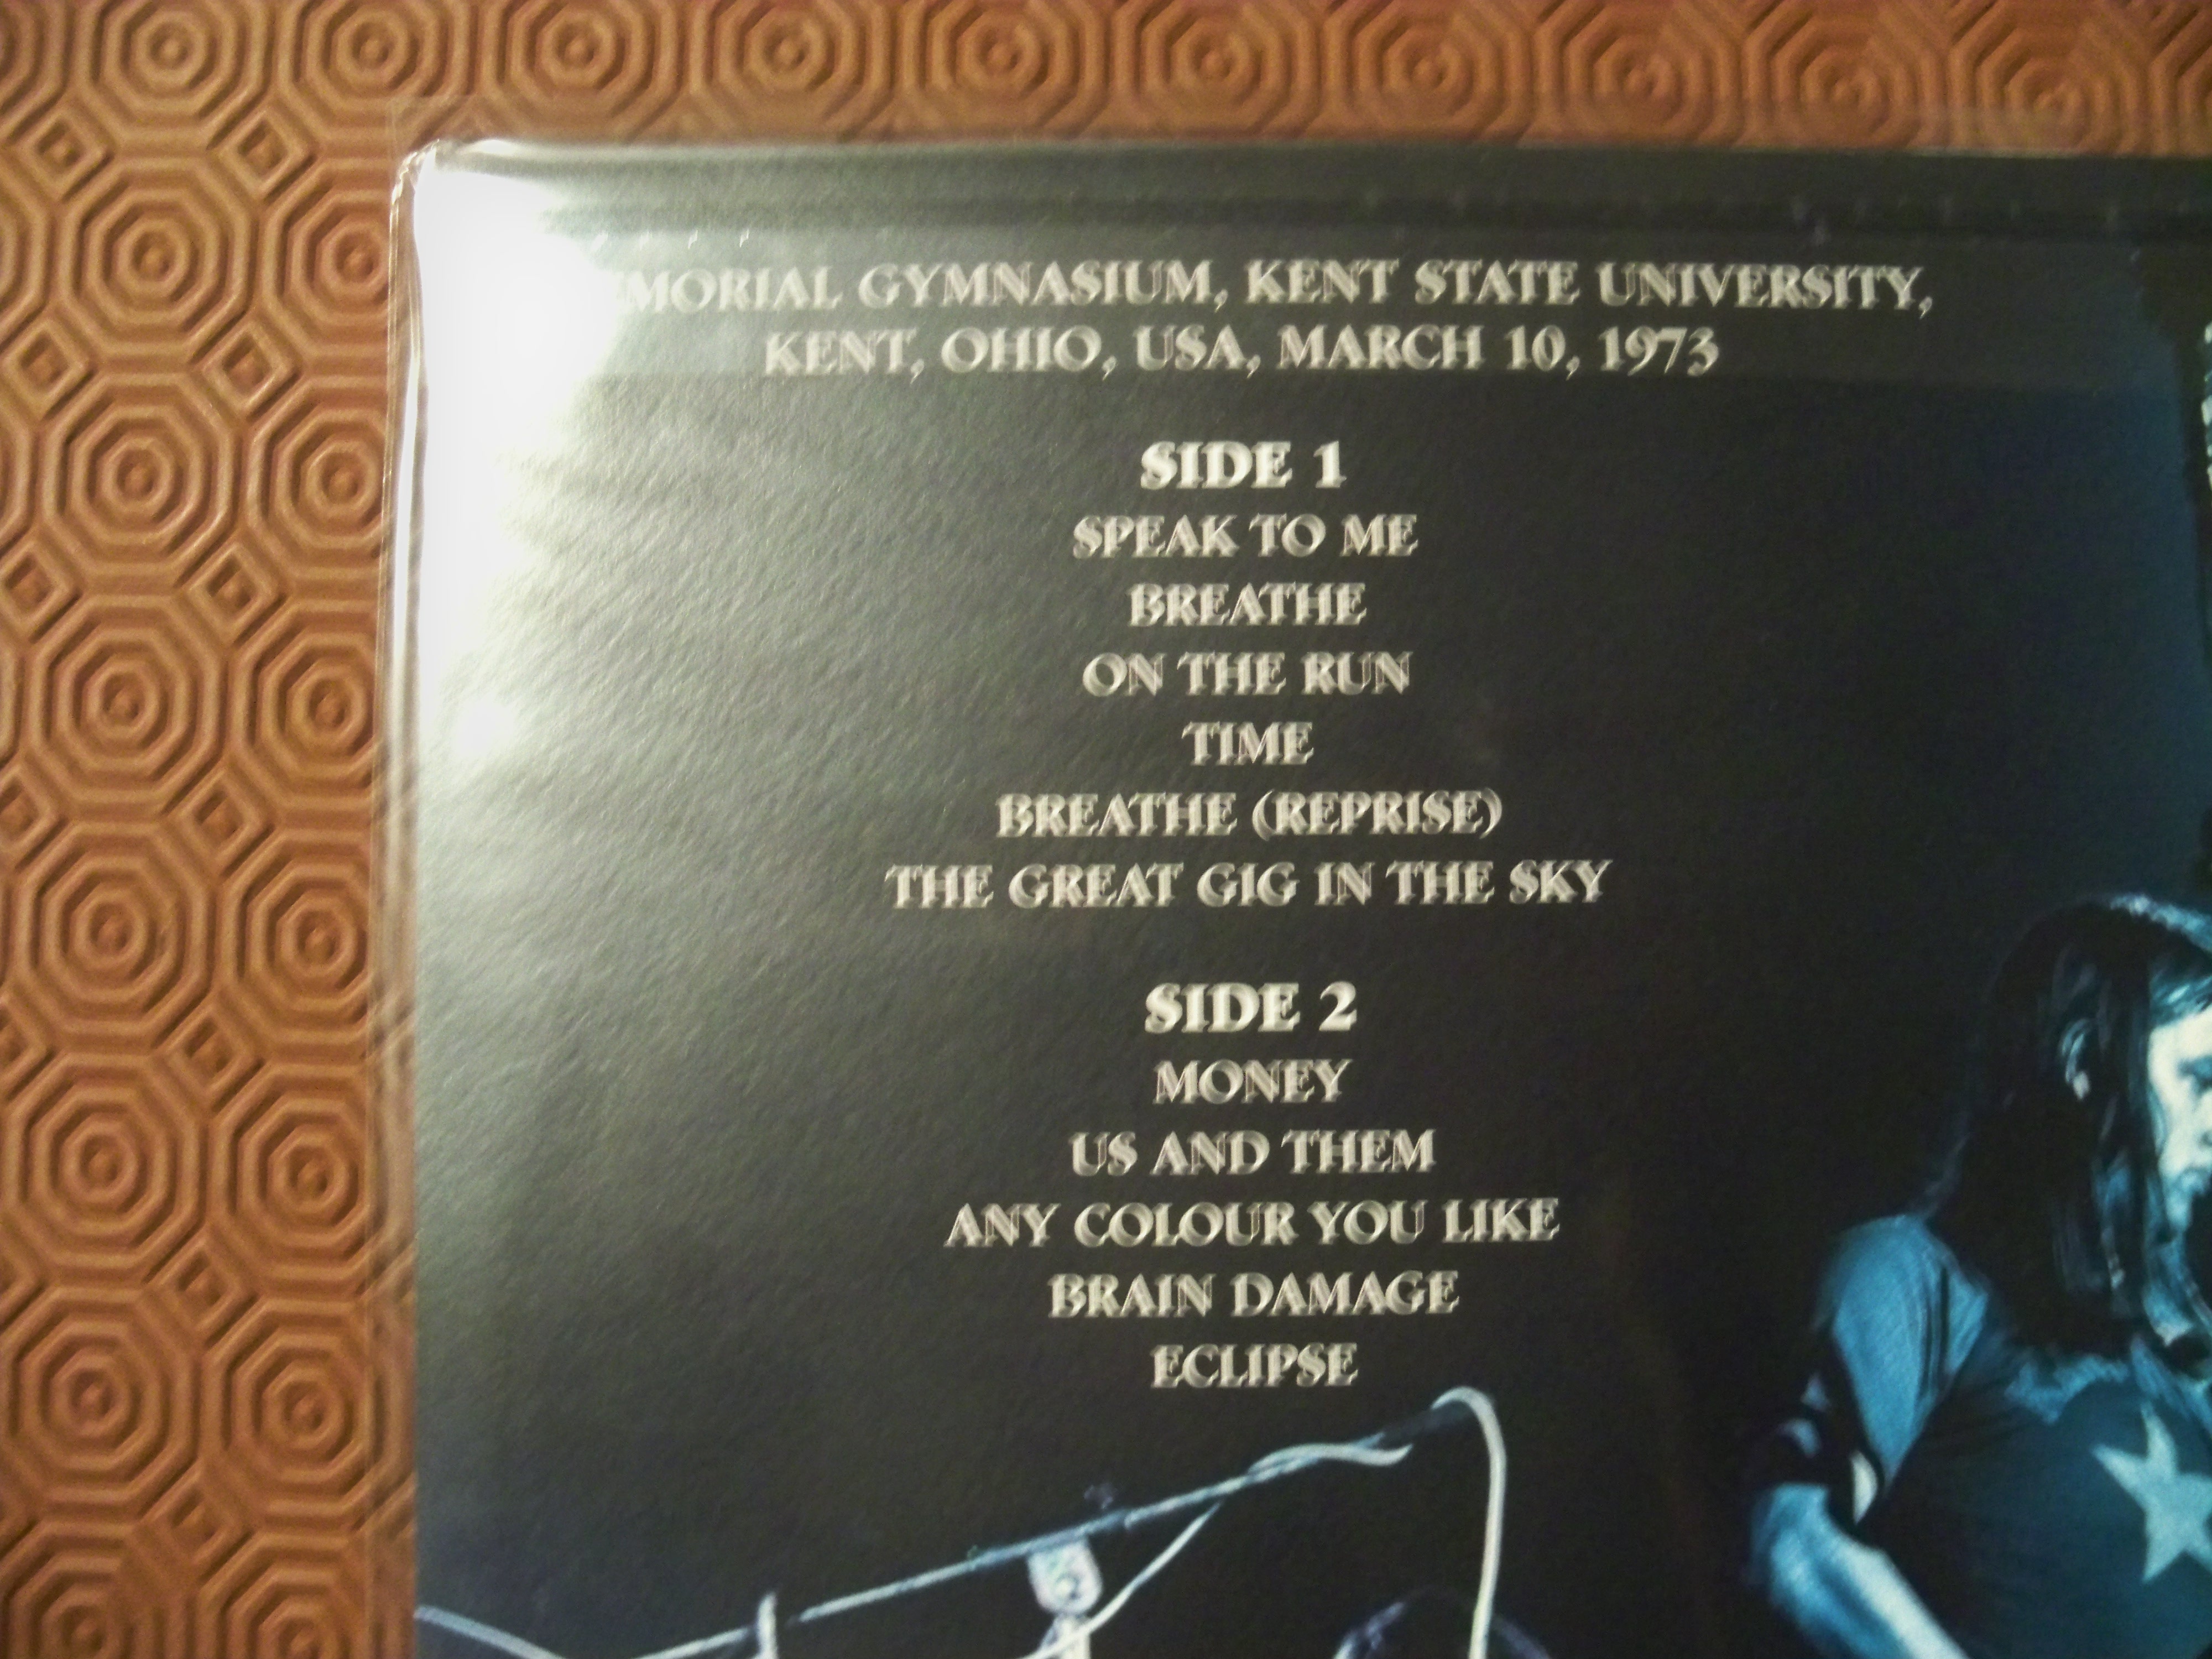 MORIAL GYMNASIUM, KENT STATE UNIVERSITY,
KENT, OHIO, USA, MARCH 10, 1973
SIDE 1
SPEAK TO ME
BREATHE
ON THE RUN
TIME
BREATHE (REPRISE)
THE GREAT GIG IN THE SKY
SIDE 2
MONEY
US AND THEM
ANY COLOUR YOU LIKE
BRAIN DAMAGE
ECLIPSE